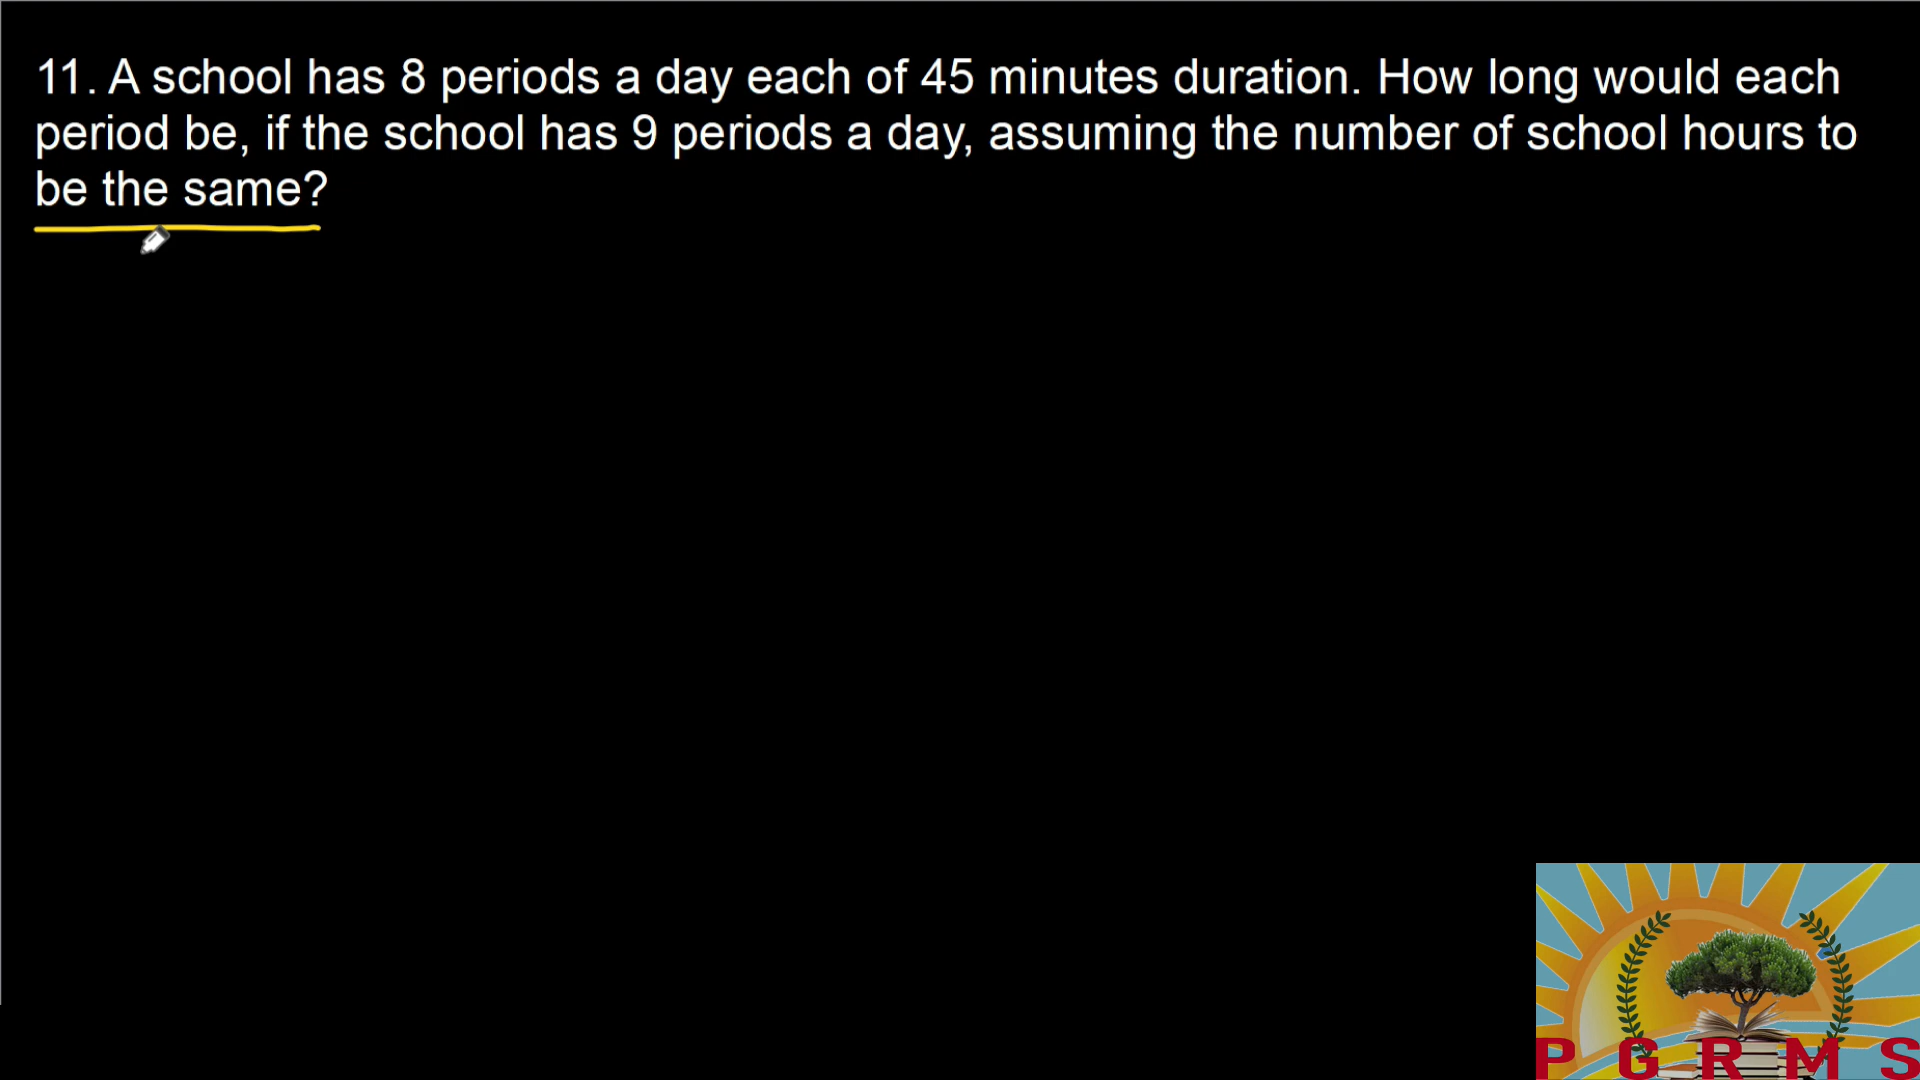 11. A school has 8 periods a day each of 45 minutes duration. How long would each
period be, if the school has 9 periods a day, assuming the number of school hours to
be the same?
P G R M S